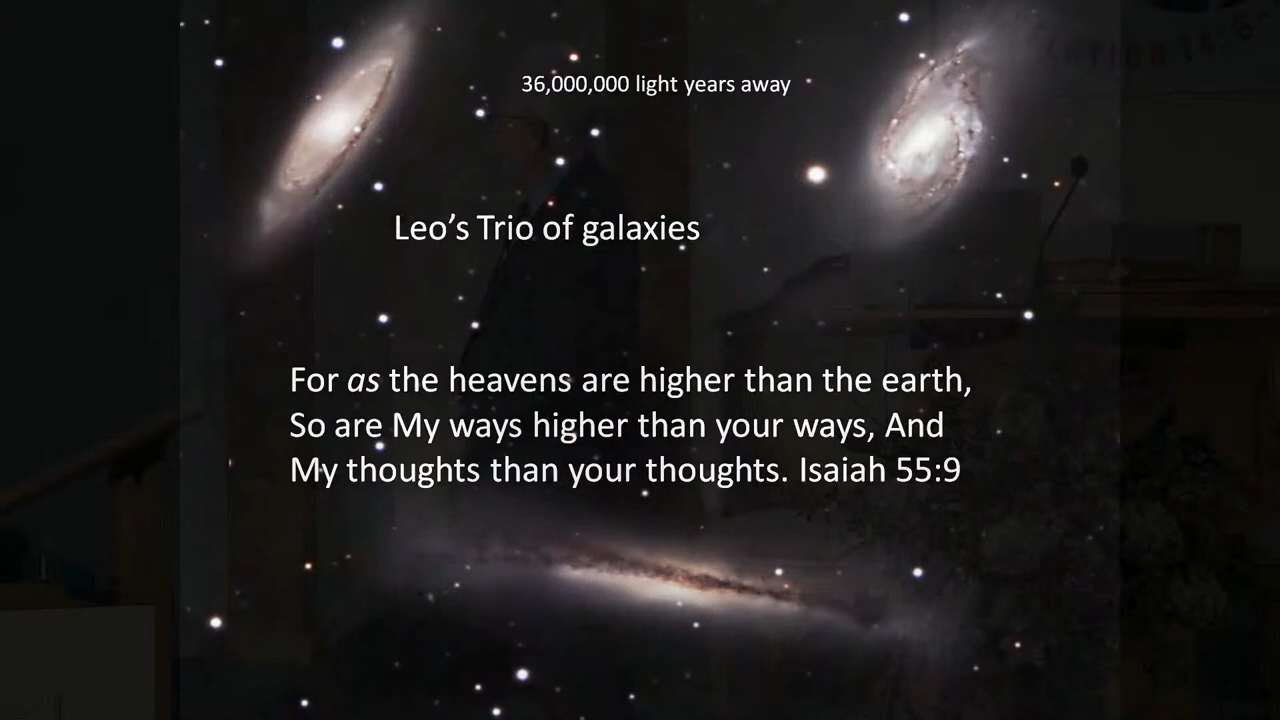 36,000,000 light years away
Leo’s Trio of galaxies
For as the heavens are higher than the earth,
So are My ways higher than your ways, And
My thoughts than your thoughts. Isaiah 55:9